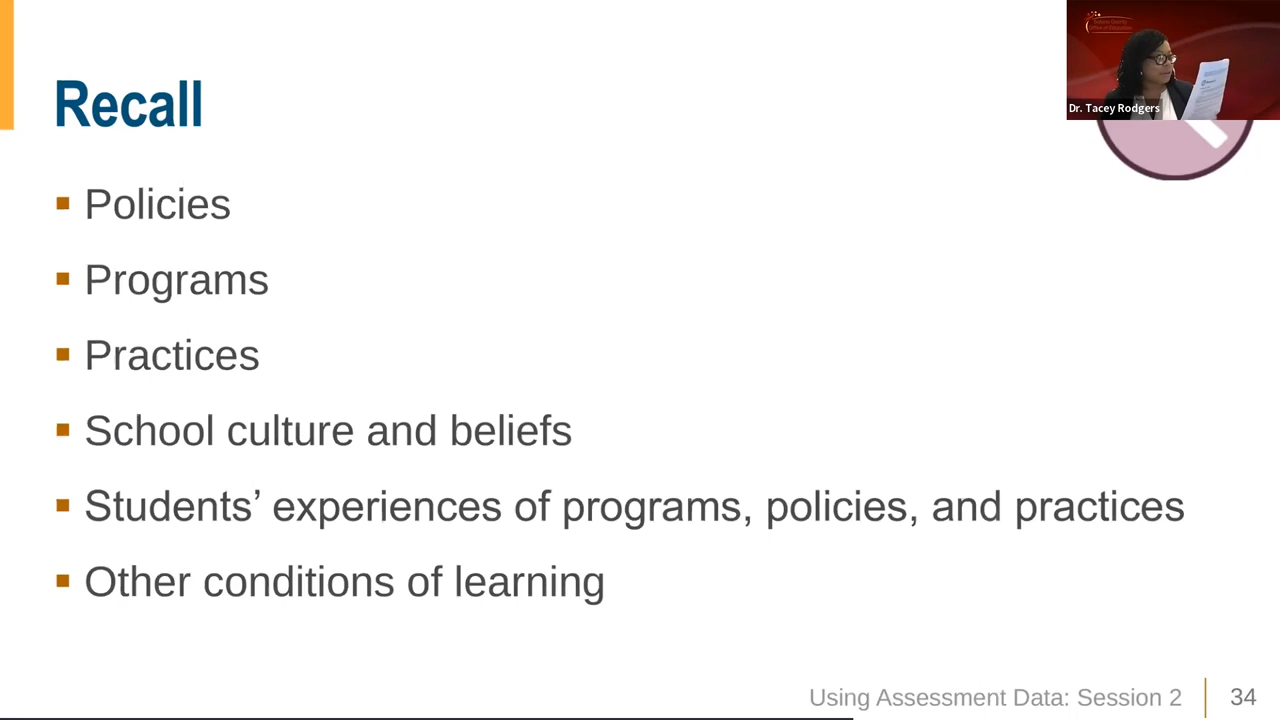 Recall
Policies
Programs
Practices
School culture and beliefs
Students’ experiences of programs, policies, and practices
Other conditions of learning
Dr. Tacey Rodgers
Using Assessment Data: Session 2
34